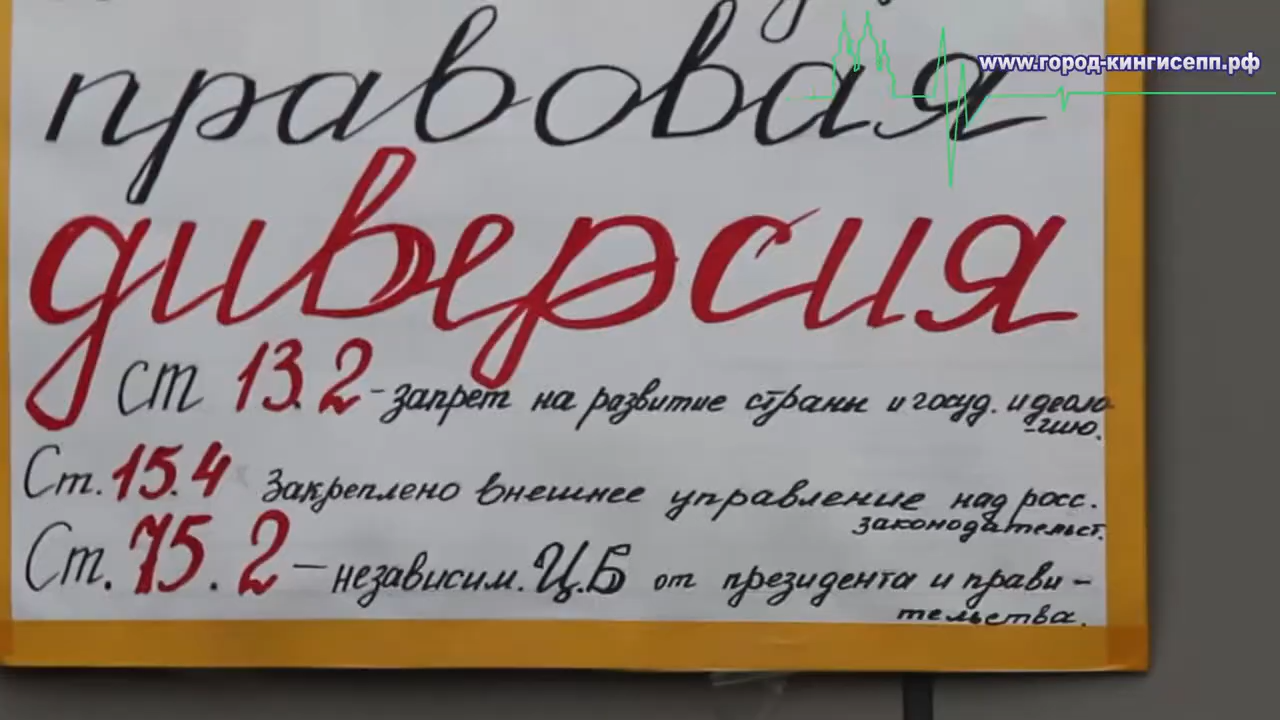 www.город-кингисепп.рф
правовая
диверсия
ст 13.2 - запрет на развитие страны и госуд. идеоло
-гию.
Ст. 15.4 Закреплено внешнее управление над росс.
законодательст.
Ст. 75.2 — независим. Ц.Б от президента и прави -
тельства.